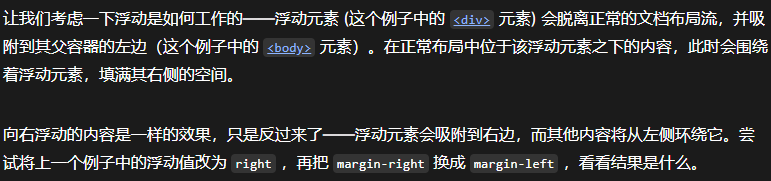 让我们考虑一下浮动是如何工作的——浮动元素 (这个例子中的 <div> 元素) 会脱离正常的文档布局流，并吸
附到其父容器的左边（这个例子中的 <body> 元素）。在正常布局中位于该浮动元素之下的内容，此时会围绕
着浮动元素，填满其右侧的空间。
向右浮动的内容是一样的效果，只是反过来了——浮动元素会吸附到右边，而其他内容将从左侧环绕它。尝
试将上一个例子中的浮动值改为 right ，再把 margin-right 换成 margin-left ，看看结果是什么。